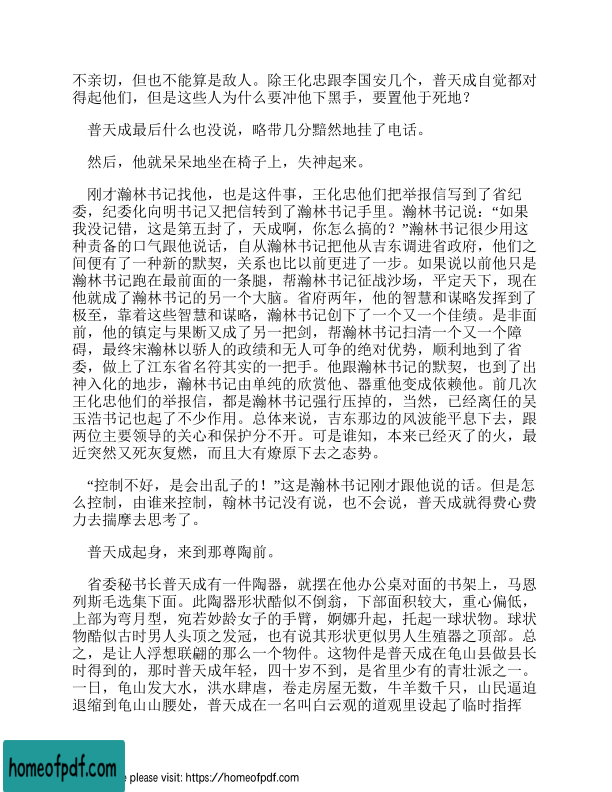 不亲切，但也不能算是敌人。除王化忠跟李国安几个，普天成自觉都对
得起他们，但是这些人为什么要冲他下黑手，要置他于死地？
普天成最后什么也没说，略带几分黯然地挂了电话。
然后，他就呆呆地坐在椅子上，失神起来。
刚才瀚林书记找他，也是这件事，王化忠他们把举报信写到了省纪
委，纪委化向明书记又把信转到了瀚林书记手里。瀚林书记说：“如果
我没记错，这是第五封了，天成啊，你怎么搞的？”瀚林书记很少用这
种责备的口气跟他说话，自从瀚林书记把他从吉东调进省政府，他们之
间便有了一种新的默契，关系也比以前更进了一步。如果说以前他只是
瀚林书记跑在最前面的一条腿，帮瀚林书记征战沙场，平定天下，现在
他就成了瀚林书记的另一个大脑。省府两年，他的智慧和谋略发挥到了
极至，靠着这些智慧和谋略，瀚林书记创下了一个又一个佳绩。是非面
前，他的镇定与果断又成了另一把剑，帮瀚林书记扫清一个又一个障
碍，最终宋瀚林以骄人的政绩和无人可争的绝对优势，顺利地到了省
委，做上了江东省名符其实的一把手。他跟瀚林书记的默契，也到了出
神入化的地步，瀚林书记由单纯的欣赏他、器重他变成依赖他。前几次
王化忠他们的举报信，都是瀚林书记强行压掉的，当然，已经离任的吴
玉浩书记也起了不少作用。总体来说，吉东那边的风波能平息下去，跟
两位主要领导的关心和保护分不开。可是谁知，本来已经灭了的火，最
近突然又死灰复燃，而且大有燎原下去之态势。
“控制不好，是会出乱子的！”这是瀚林书记刚才跟他说的话。但是怎
么控制，由谁来控制，翰林书记没有说，也不会说，普天成就得费心费
力去揣摩去思考了。
普天成起身，来到那尊陶前。
省委秘书长普天成有一件陶器，就摆在他办公桌对面的书架上，马恩
列斯毛选集下面。此陶器形状酷似不倒翁，下部面积较大，重心偏低，
上部为弯月型，宛若妙龄女子的手臂，婀娜升起，托起一球状物。球状
物酷似古时男人头顶之发冠，也有说其形状更似男人生殖器之顶部。总
之，是让人浮想联翩的那么一个物件。这物件是普天成在龟山县做县长
时得到的，那时普天成年轻，四十岁不到，是省里少有的青壮派之一。
一日，龟山发大水，洪水肆虐，卷走房屋无数，牛羊数千只，山民逼迫
退缩到龟山山腰处，普天成在一名叫白云观的道观里设起了临时指挥
homeofpdf.com
e please visit: https://homeofpdf.com